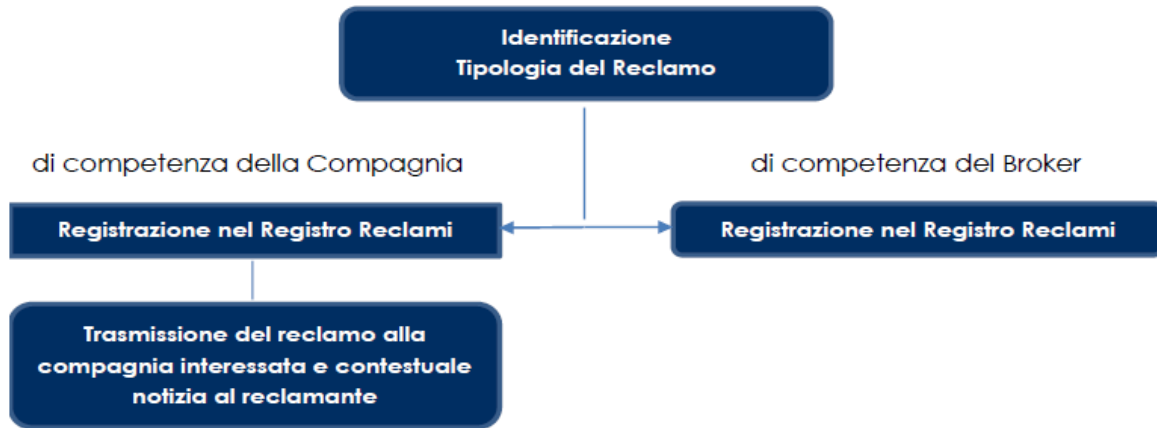 Identificazione
Tipologia del Reclamo
di competenza della Compagnia
di competenza del Broker
Registrazione nel Registro Reclami
Registrazione nel Registro Reclami
Trasmissione del reclamo alla
compagnia interessata e contestuale
notizia al reclamante